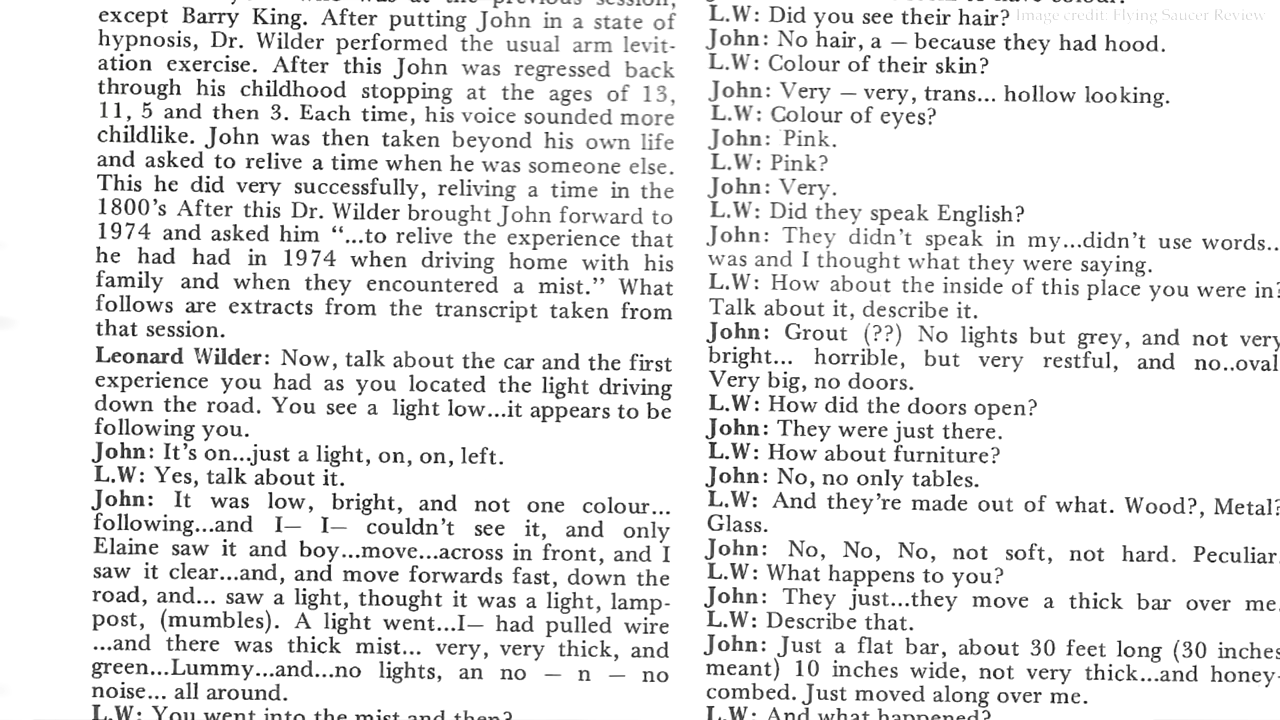 except Barry King. After putting John in a state of
hypnosis, Dr. Wilder performed the usual arm levit-
ation exercise. After this John was regressed back
through his childhood stopping at the ages of 13,
11, 5 and then 3. Each time, his voice sounded more
childlike. John was then taken beyond his own life
and asked to relive a time when he was someone else.
This he did very successfully, reliving a time in the
1800's After this Dr. Wilder brought John forward to
1974 and asked him “...to relive the experience that
he had had in 1974 when driving home with his
family and when they encountered a mist.” What
follows are extracts from the transcript taken from
that session.
Leonard Wilder: Now, talk about the car and the first
experience you had as you located the light driving
down the road. You see a light low...it appears to be
following you.
John: It's on...just a light, on, on, left.
L.W: Yes, talk about it.
John: It was low, bright, and not one colour...
following...and I— I— couldn't see it, and only
Elaine saw it and boy...move...across in front, and I
saw it clear...and, and move forwards fast, down the
road, and... saw a light, thought it was a light, lamp-
post, (mumbles). A light went...I— had pulled wire
...and there was thick mist... very, very thick, and
green...Lummy...and...no lights, an no — n — no
noise... all around.
L.W: You went into the mist and then?
L.W: Did you see their hair?
John: No hair, a — because they had hood.
L.W: Colour of their skin?
John: Very — very, trans... hollow looking.
L.W: Colour of eyes?
John: Pink.
L.W: Pink?
John: Very.
L.W: Did they speak English?
John: They didn't speak in my...didn't use words..
was and I thought what they were saying.
L.W: How about the inside of this place you were in?
Talk about it, describe it.
John: Grout (??) No lights but grey, and not very
bright... horrible, but very restful, and no..oval
Very big, no doors.
L.W: How did the doors open?
John: They were just there.
L.W: How about furniture?
John: No, no only tables.
L.W: And they're made out of what. Wood?, Metal?
Glass.
John: No, No, No, not soft, not hard. Peculiar.
L.W: What happens to you?
John: They just...they move a thick bar over me.
L.W: Describe that.
John: Just a flat bar, about 30 feet long (30 inches
meant) 10 inches wide, not very thick...and honey-
combed. Just moved along over me.
L.W: And what happened?
Image credit: Flying Saucer Review